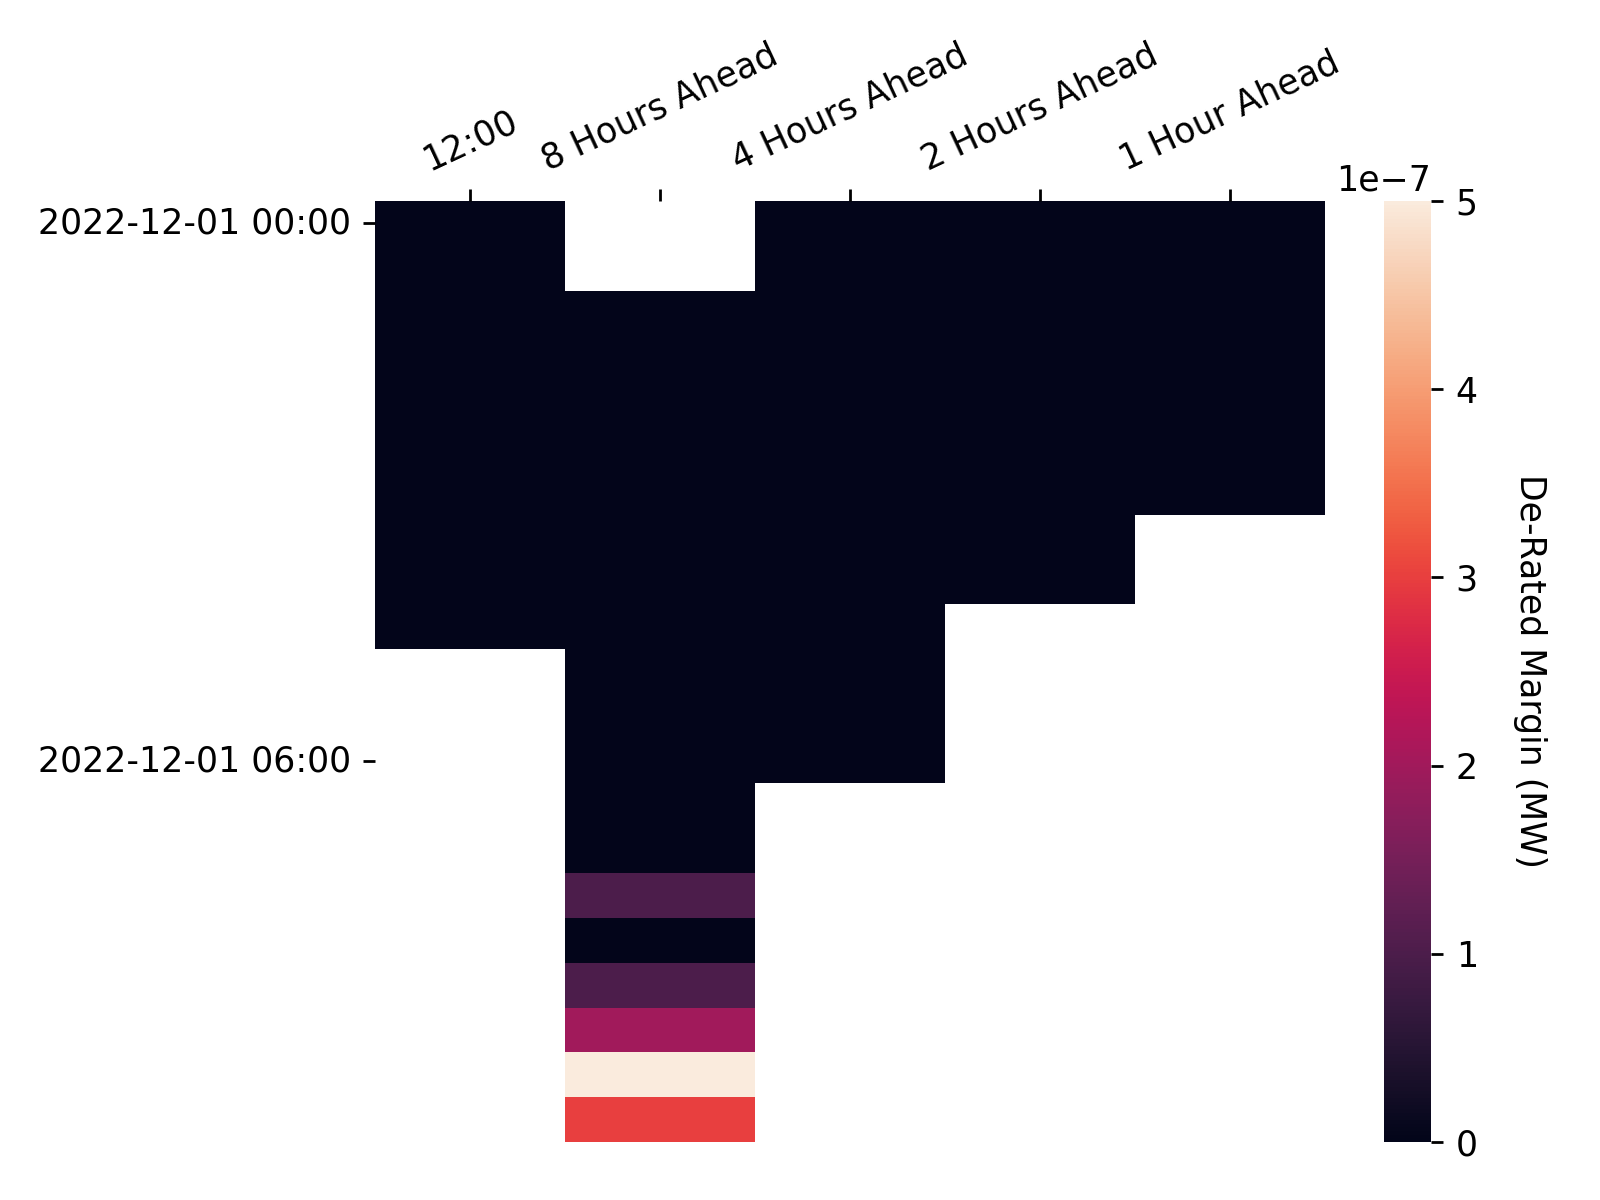 12:00
8 Hours Ahead
4 Hours Ahead
2 Hours Ahead
1 Hour Ahead
1e−7
2022-12-01 00:00
2022-12-01 06:00
5
4
3
2
1
0
De-Rated Margin (MW)